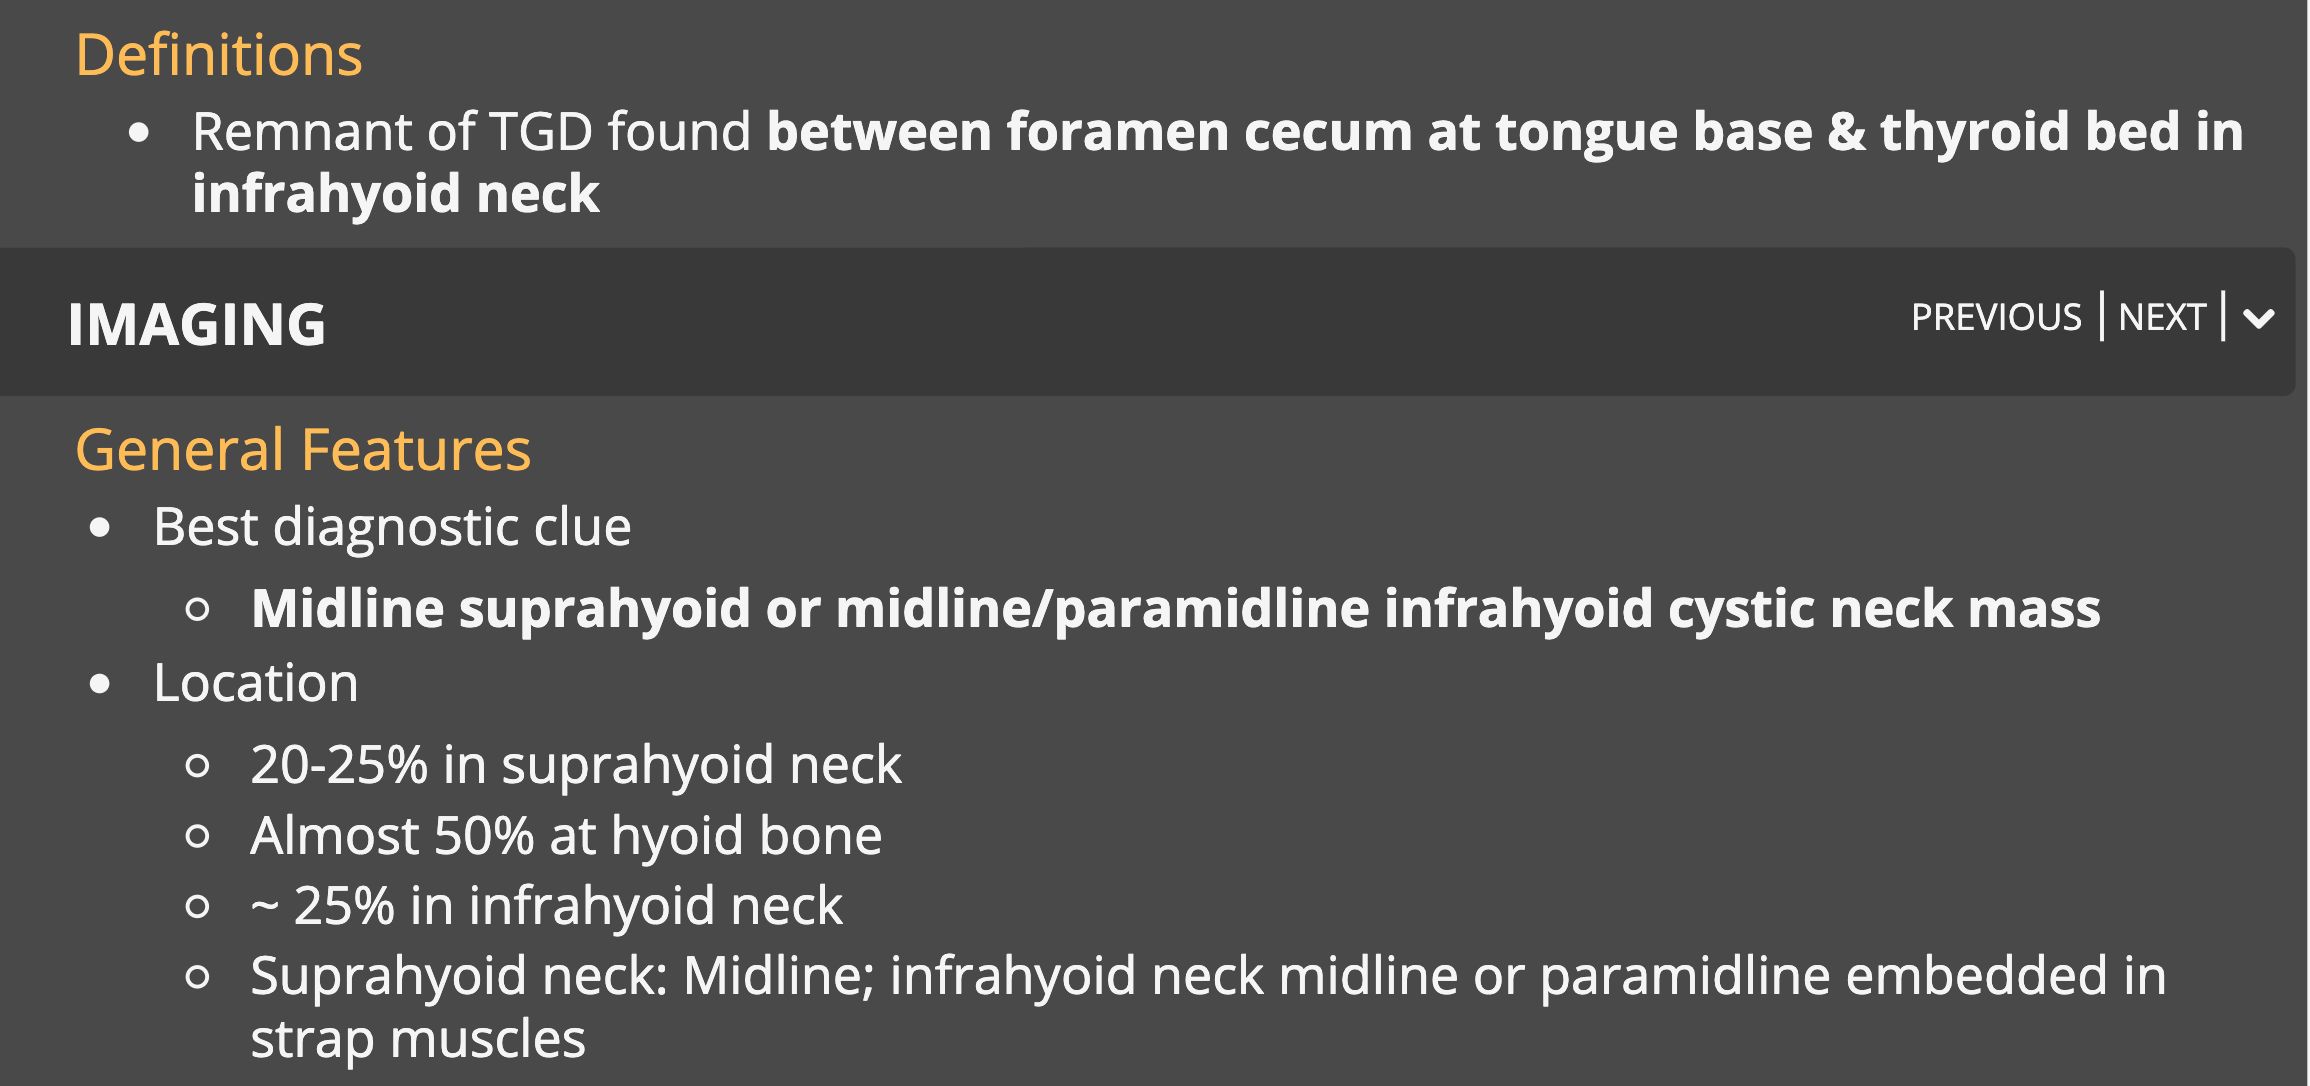 Definitions
• Remnant of TGD found between foramen cecum at tongue base & thyroid bed in
infrahyoid neck
IMAGING
PREVIOUS | NEXT |
General Features
• Best diagnostic clue
○ Midline suprahyoid or midline/paramidline infrahyoid cystic neck mass
• Location
○ 20-25% in suprahyoid neck
○ Almost 50% at hyoid bone
○ ~ 25% in infrahyoid neck
○ Suprahyoid neck: Midline; infrahyoid neck midline or paramidline embedded in
strap muscles